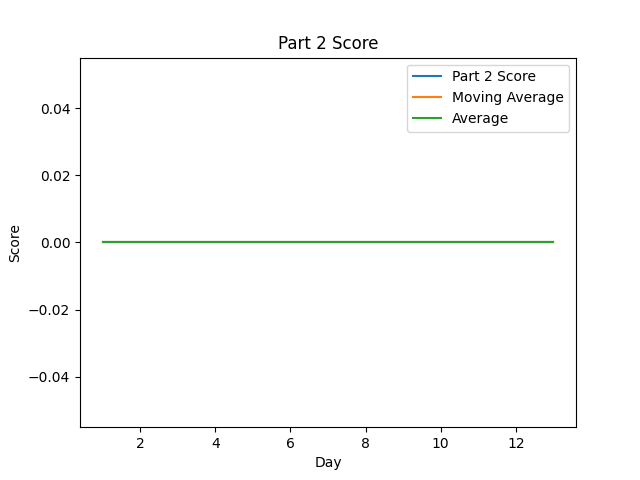 Part 2 Score
Part 2 Score
Moving Average
Average
0.04
0.02
0.00
−0.02
−0.04
Score
2 4 6 8 10 12
Day